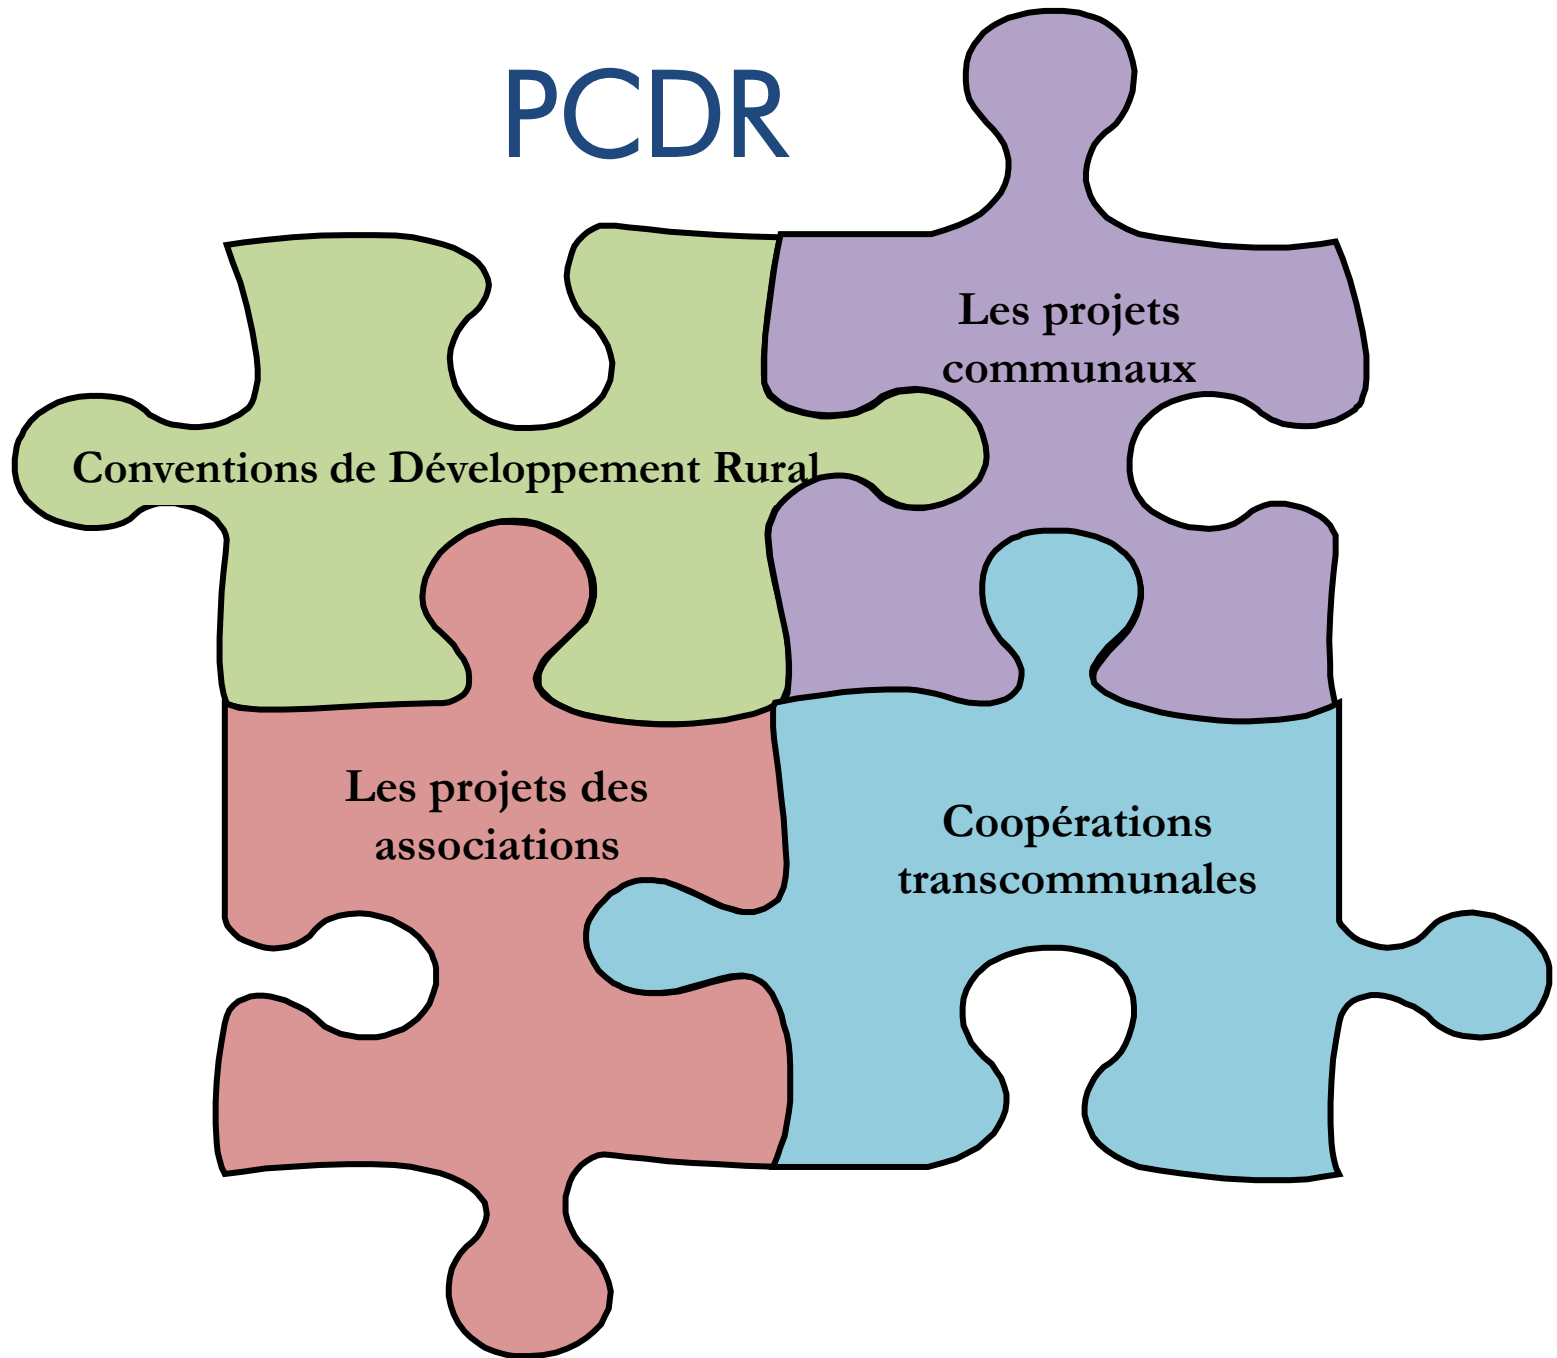 PCDR
Les projets
communaux
Conventions de Développement Rural
Les projets des
associations
Coopérations
transcommunales